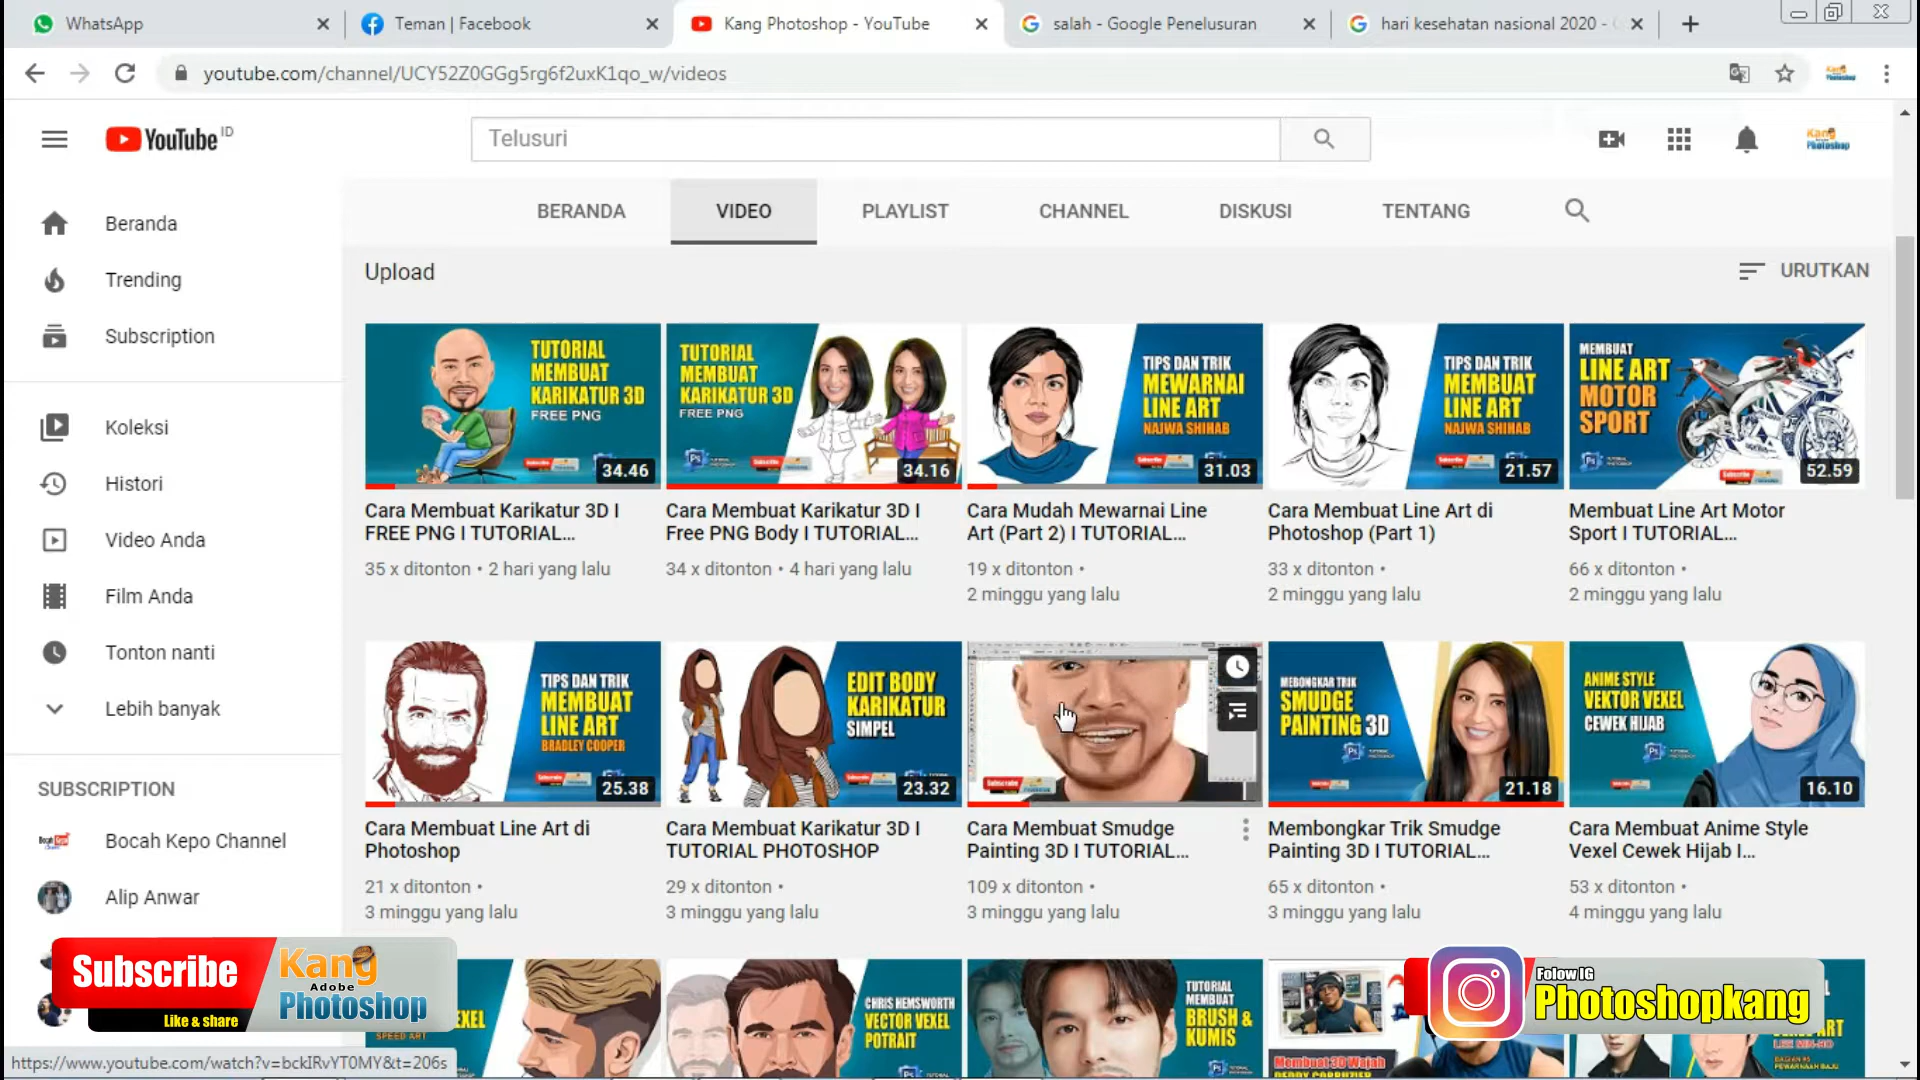 WhatsApp
Teman | Facebook
Kang Photoshop - YouTube
salah - Google Penelusuran
hari kesehatan nasional 2020 -
youtube.com/channel/UCY52Z0GGg5rg6f2uxK1qo_w/videos
YouTube ID
Telusuri
Kang Photoshop
BERANDA
VIDEO
PLAYLIST
CHANNEL
DISKUSI
TENTANG
Beranda
Trending
Subscription
Koleksi
Histori
Video Anda
Film Anda
Tonton nanti
Lebih banyak
SUBSCRIPTION
Bocah Kepo Channel
Alip Anwar
Upload
URUTKAN
TUTORIAL
MEMBUAT
KARIKATUR 3D
FREE PNG
34.46
Cara Membuat Karikatur 3D I
FREE PNG I TUTORIAL...
35 x ditonton • 2 hari yang lalu
TUTORIAL
MEMBUAT
KARIKATUR 3D
FREE PNG
34.16
Cara Membuat Karikatur 3D I
Free PNG Body I TUTORIAL...
34 x ditonton • 4 hari yang lalu
TIPS DAN TRIK
MEWARNAI
LINE ART
NAJWA SHIHAB
31.03
Cara Mudah Mewarnai Line
Art (Part 2) I TUTORIAL...
19 x ditonton •
2 minggu yang lalu
TIPS DAN TRIK
MEMBUAT
LINE ART
NAJWA SHIHAB
21.57
Cara Membuat Line Art di
Photoshop (Part 1)
33 x ditonton •
2 minggu yang lalu
MEMBUAT
LINE ART
MOTOR
SPORT
52.59
Membuat Line Art Motor
Sport I TUTORIAL...
66 x ditonton •
2 minggu yang lalu
TIPS DAN TRIK
MEMBUAT
LINE ART
BRADLEY COOPER
25.38
Cara Membuat Line Art di
Photoshop
21 x ditonton •
3 minggu yang lalu
EDIT BODY
KARIKATUR
SIMPEL
23.32
Cara Membuat Karikatur 3D I
TUTORIAL PHOTOSHOP
29 x ditonton •
3 minggu yang lalu
Cara Membuat Smudge
Painting 3D I TUTORIAL...
109 x ditonton •
3 minggu yang lalu
MEBONGKAR TRIK
SMUDGE
PAINTING 3D
21.18
Membongkar Trik Smudge
Painting 3D I TUTORIAL...
65 x ditonton •
3 minggu yang lalu
ANIME STYLE
VEKTOR VEXEL
CEWEK HIJAB
16.10
Cara Membuat Anime Style
Vexel Cewek Hijab I...
53 x ditonton •
4 minggu yang lalu
SPEED ART
CHRIS HEMSWORTH
VECTOR VEXEL
POTRAIT
TUTORIAL
MEMBUAT
BRUSH &
KUMIS
Membuat 3D Wajah
Subscribe
Like & share
Kang
Adobe
Photoshop
Folow IG
Photoshopkang
https://www.youtube.com/watch?v=bckIRvYT0MY&t=206s